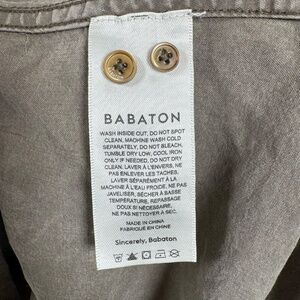 BABATON
WASH INSIDE OUT, DO NOT SPOT
CLEAN, MACHINE WASH COLD
SEPARATELY, DO NOT BLEACH,
TUMBLE DRY LOW, COOL IRON
ONLY IF NEEDED, DO NOT DRY
CLEAN. LAVER À L'ENVERS, NE
PAS ENLEVER LES TACHES,
LAVER SÉPARÉMENT À LA
MACHINE À L'EAU FROIDE, NE PAS
JAVELLISER, SÉCHER À BASSE
TEMPÉRATURE, REPASSAGE
DOUX SI NÉCESSAIRE,
NE PAS NETTOYER À SEC.
MADE IN CHINA
FABRIQUÉ EN CHINE
Sincerely, Babaton